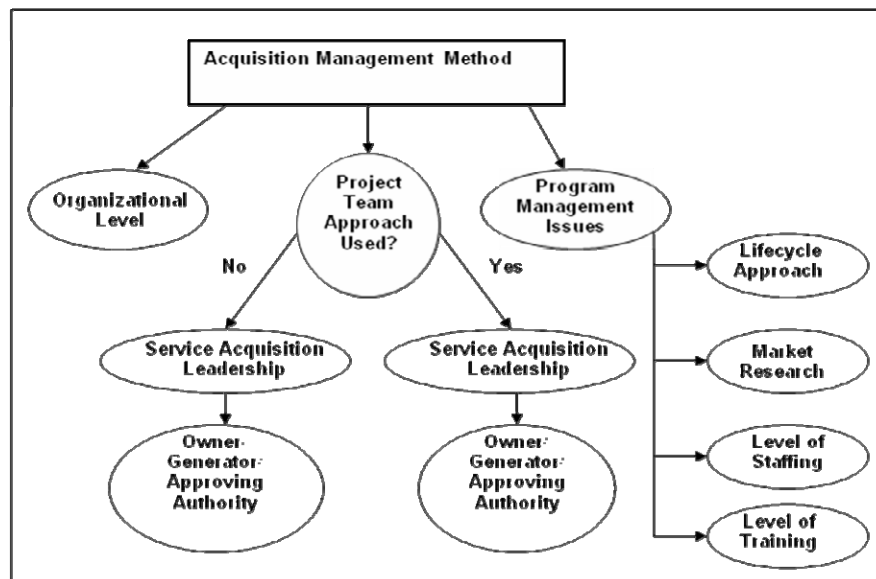 Acquisition Management Method
Organizational
Level
Project
Team
Approach
Used?
Program
Management
Issues
No
Yes
Lifecycle
Approach
Market
Research
Level of
Staffing
Level of
Training
Service Acquisition
Leadership
Service Acquisition
Leadership
Owner-
Generator-
Approving
Authority
Owner-
Generator-
Approving
Authority